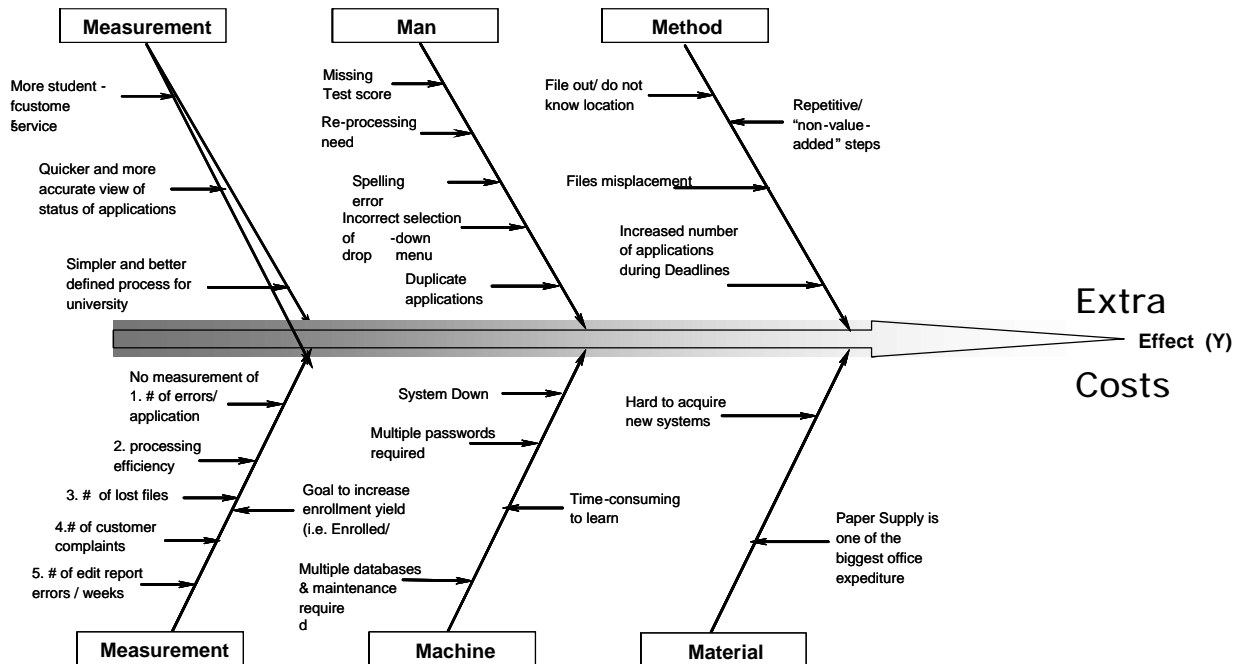 Measurement
Man
Method
More student -
fcustome
Service
Quicker and more
accurate view of
status of applications
Simpler and better
defined process for
university
Missing
Test score
Re-processing
need
Spelling
error
Incorrect selection
of -down
drop menu
Duplicate
applications
File out/ do not
know location
Repetitive/
“non-value-
added” steps
Files misplacement
Increased number
of applications
during Deadlines
Extra
Effect (Y)
Costs
No measurement of
1. # of errors/
application
2. processing
efficiency
3. # of lost files
4.# of customer
complaints
5. # of edit report
errors / weeks
Goal to increase
enrollment yield
(i.e. Enrolled/
System Down
Multiple passwords
required
Time-consuming
to learn
Multiple databases
& maintenance
require
d
Hard to acquire
new systems
Paper Supply is
one of the
biggest office
expediture
Measurement
Machine
Material